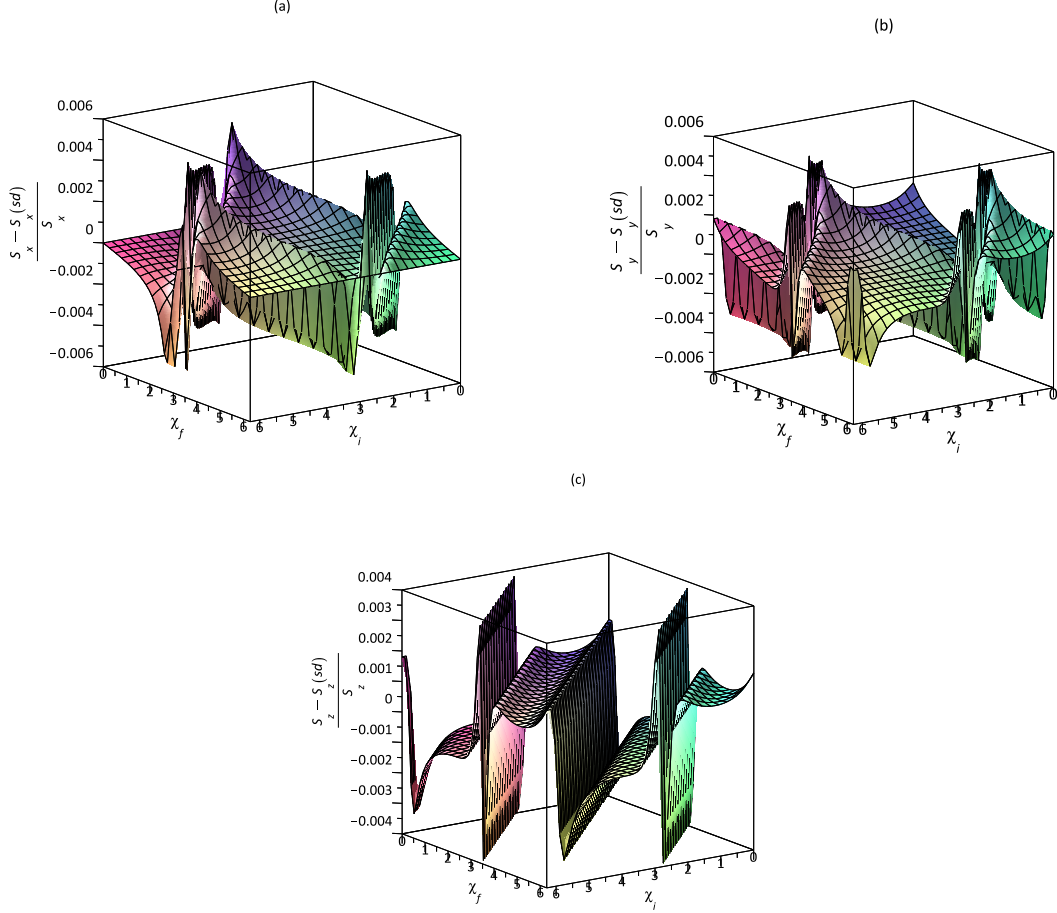 (a)
0.006
0.004
0.002
0
−0.002
−0.004
−0.006
S_x − S_x (sd)
S_x
0 1 2 3 4 5 6
χ_f
6 5 4 3 2 1 0
χ_i
(b)
0.006
0.004
0.002
0
−0.002
−0.004
−0.006
S_y − S_y (sd)
S_y
0 1 2 3 4 5 6
χ_f
6 5 4 3 2 1 0
χ_i
(c)
0.004
0.003
0.002
0.001
0
−0.001
−0.002
−0.003
−0.004
S_z − S_z (sd)
S_z
0 1 2 3 4 5 6
χ_f
6 5 4 3 2 1 0
χ_i